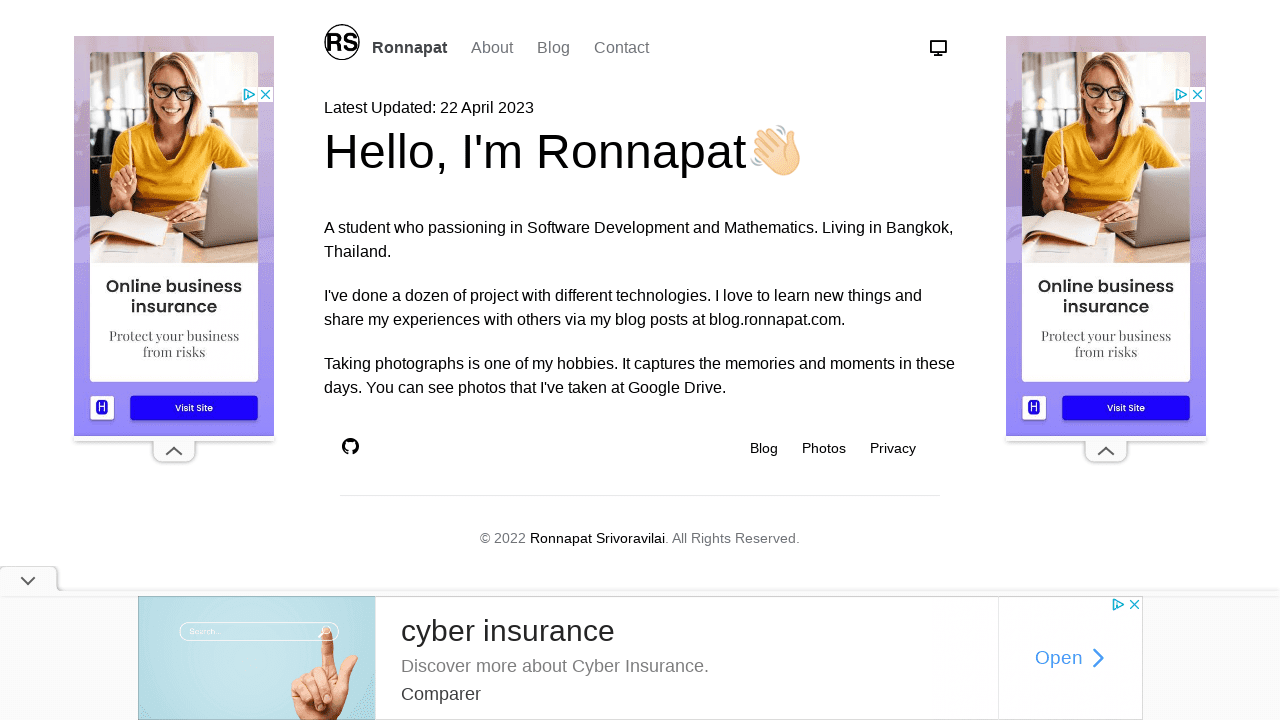 RS Ronnapat About Blog Contact
Latest Updated: 22 April 2023
Hello, I'm Ronnapat👋🏼
A student who passioning in Software Development and Mathematics. Living in Bangkok,
Thailand.
I've done a dozen of project with different technologies. I love to learn new things and
share my experiences with others via my blog posts at blog.ronnapat.com.
Taking photographs is one of my hobbies. It captures the memories and moments in these
days. You can see photos that I've taken at Google Drive.
Blog Photos Privacy
© 2022 Ronnapat Srivoravilai. All Rights Reserved.
Online business
insurance
Protect your business
from risks
H
Visit Site
Online business
insurance
Protect your business
from risks
H
Visit Site
Search...
cyber insurance
Discover more about Cyber Insurance.
Comparer
Open